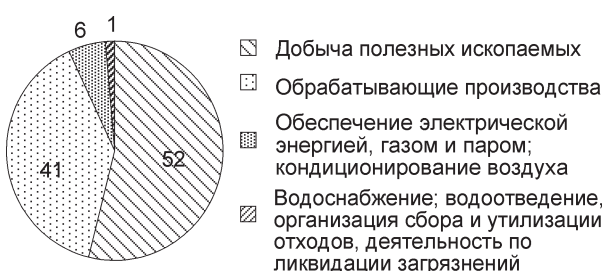 6
1
52
41
Добыча полезных ископаемых
Обрабатывающие производства
Обеспечение электрической
энергией, газом и паром;
кондиционирование воздуха
Водоснабжение; водоотведение,
организация сбора и утилизации
отходов, деятельность по
ликвидации загрязнений